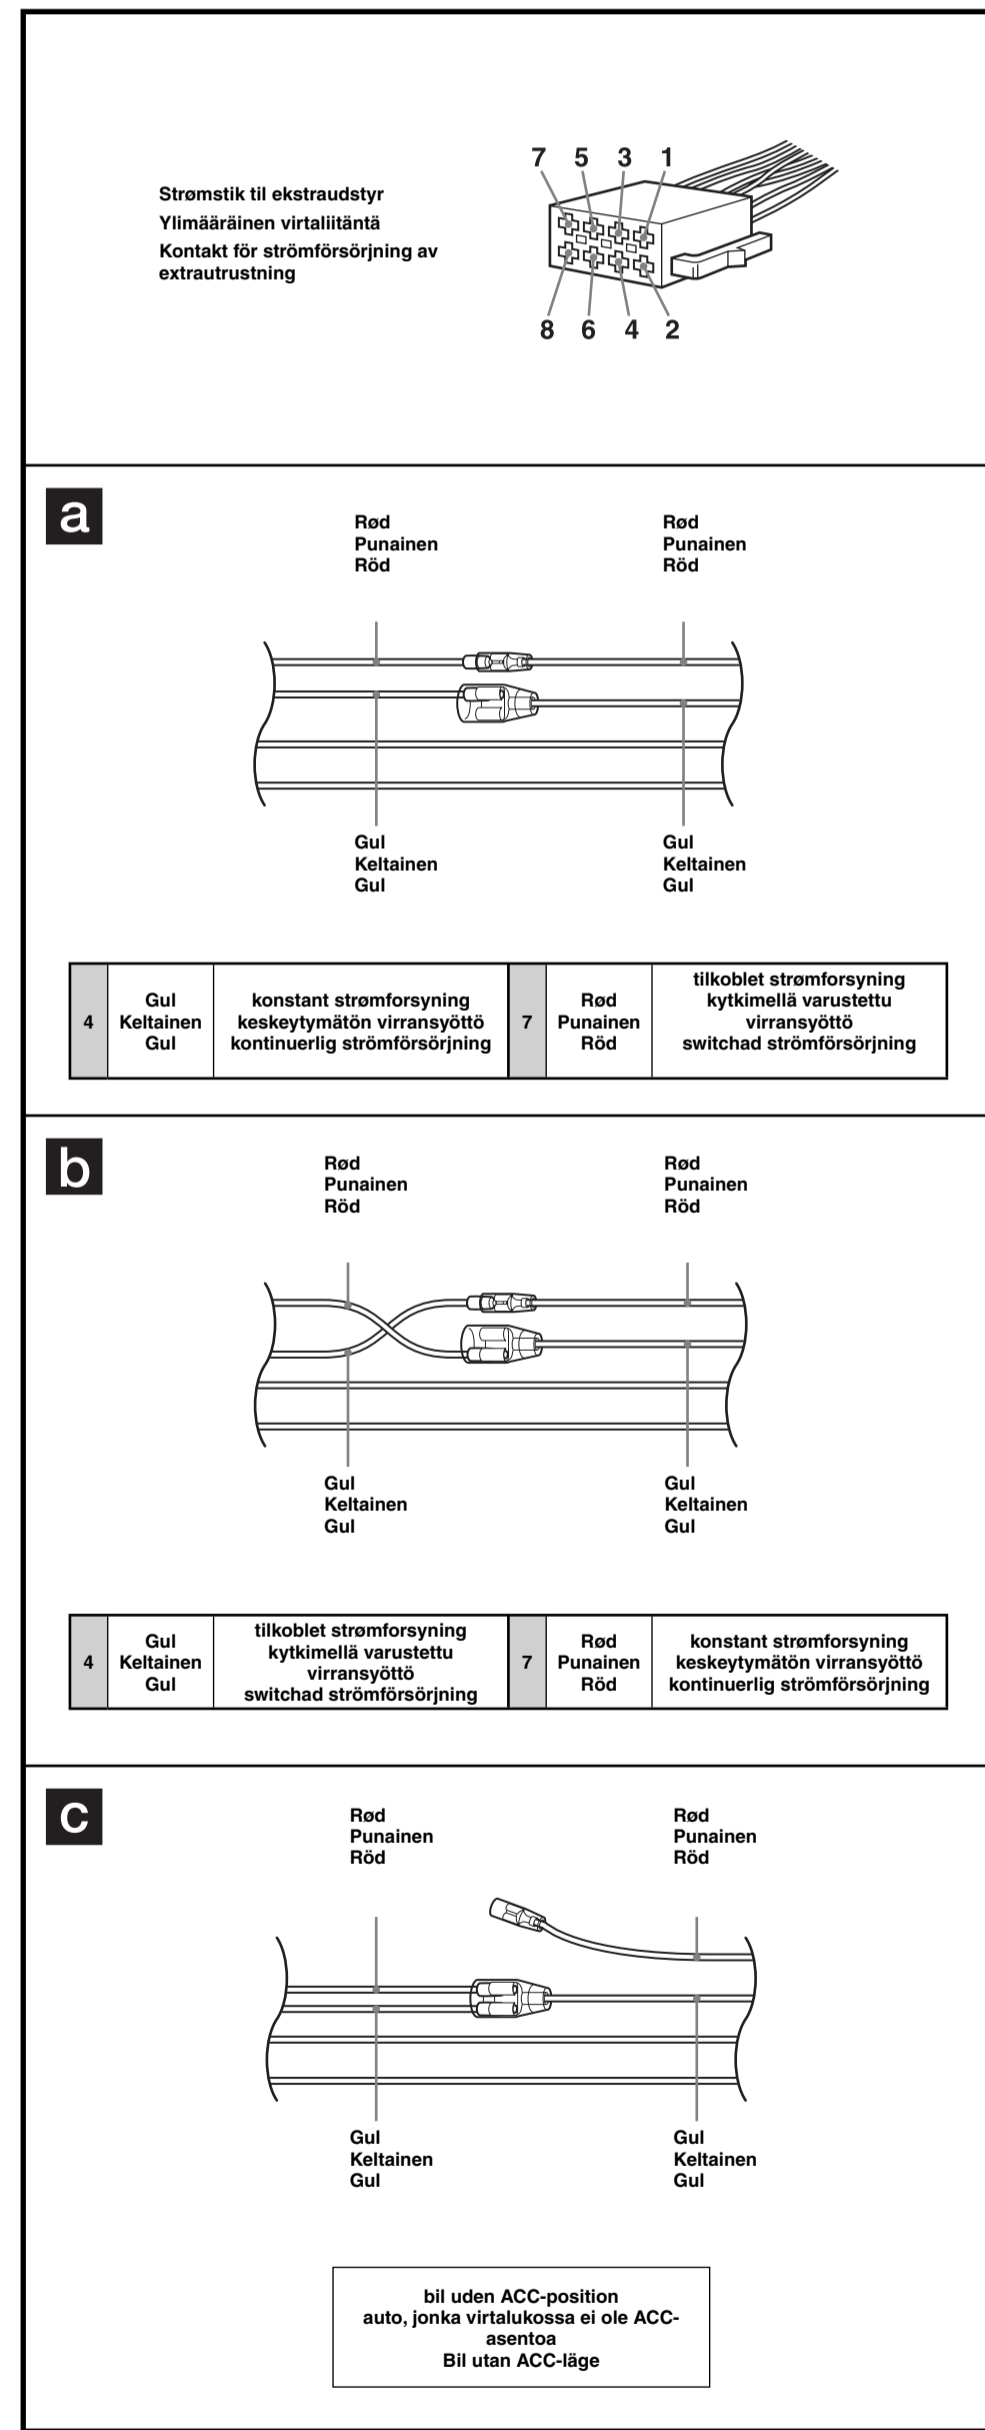 7 5 3 1
Strømstik til ekstraudstyr
Ylimääräinen virtaliitäntä
Kontakt för strömförsörjning av
extrautrustning
8 6 4 2
a
Rød
Punainen
Röd
Rød
Punainen
Röd
Gul
Keltainen
Gul
Gul
Keltainen
Gul
4
Gul
Keltainen
Gul
konstant strømforsyning
keskeytymätön virransyöttö
kontinuerlig strömförsörjning
7
Rød
Punainen
Röd
tilkoblet strømforsyning
kytkimellä varustettu
virransyöttö
switchad strömförsörjning
b
Rød
Punainen
Röd
Rød
Punainen
Röd
Gul
Keltainen
Gul
Gul
Keltainen
Gul
4
Gul
Keltainen
Gul
tilkoblet strømforsyning
kytkimellä varustettu
virransyöttö
switchad strömförsörjning
7
Rød
Punainen
Röd
konstant strømforsyning
keskeytymätön virransyöttö
kontinuerlig strömförsörjning
c
Rød
Punainen
Röd
Rød
Punainen
Röd
Gul
Keltainen
Gul
Gul
Keltainen
Gul
bil uden ACC-position
auto, jonka virtalukossa ei ole ACC-
asentoa
Bil utan ACC-läge